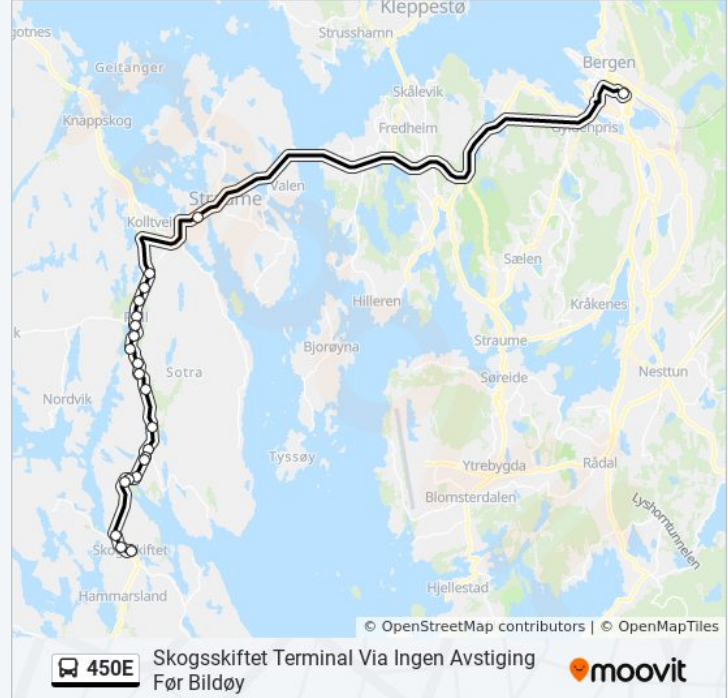 Kleppestø
gotnes
Strusshamn
Geitanger
Bergen
Skålevik
Knappskog
Fredheim
Gyldenpris
Valen
Straume
Kolltveit
Sælen
Hilleren
Kråkenes
k
Straume
Bjorøyna
Sotra
Nesttun
Søreide
Nordvik
Tyssøy
Ytrebygda
Rådal
Blomsterdalen
Lyshorntunnelen
Skogsskiftet
Hjellestad
Hammarsland
© OpenStreetMap contributors | © OpenMapTiles
450E
Skogsskiftet Terminal Via Ingen Avstiging
Før Bildøy
moovit